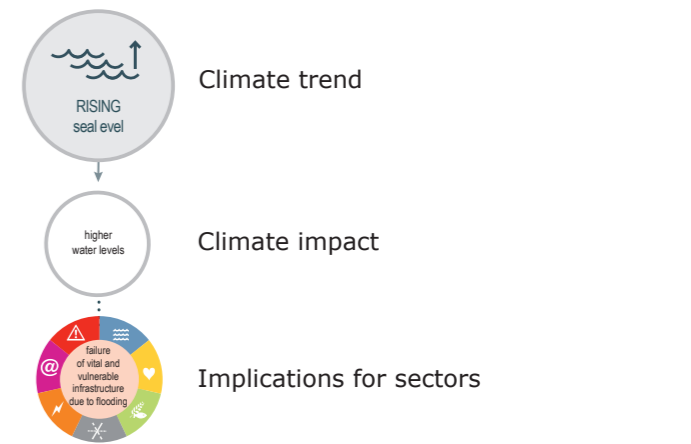 RISING
seal evel
Climate trend
higher
water levels
Climate impact
@
failure
of vital and
vulnerable
infrastructure
due to flooding
Implications for sectors